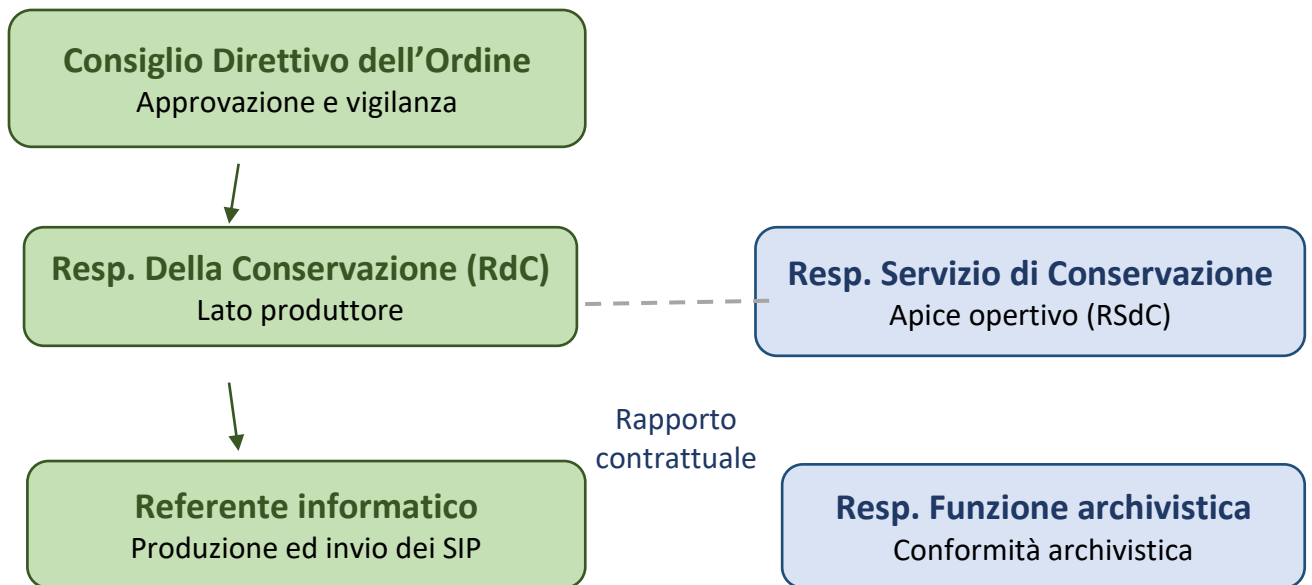 Consiglio Direttivo dell’Ordine
Approvazione e vigilanza
Resp. Della Conservazione (RdC)
Lato produttore
Resp. Servizio di Conservazione
Apice opertivo (RSdC)
Rapporto
contrattuale
Referente informatico
Produzione ed invio dei SIP
Resp. Funzione archivistica
Conformità archivistica